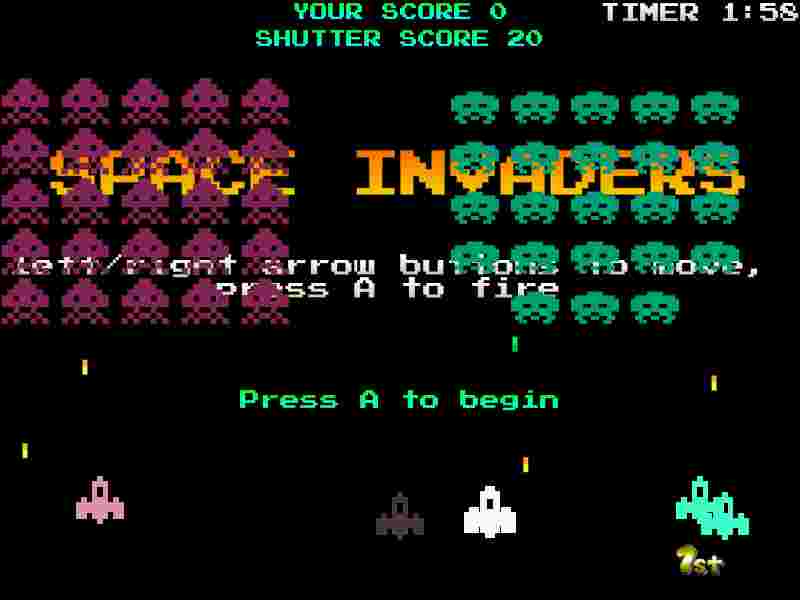 YOUR SCORE 0
TIMER 1:58
SHUTTER SCORE 20
SPACE INVADERS
Left/right arrow buttons to move,
press A to fire
Press A to begin
1st